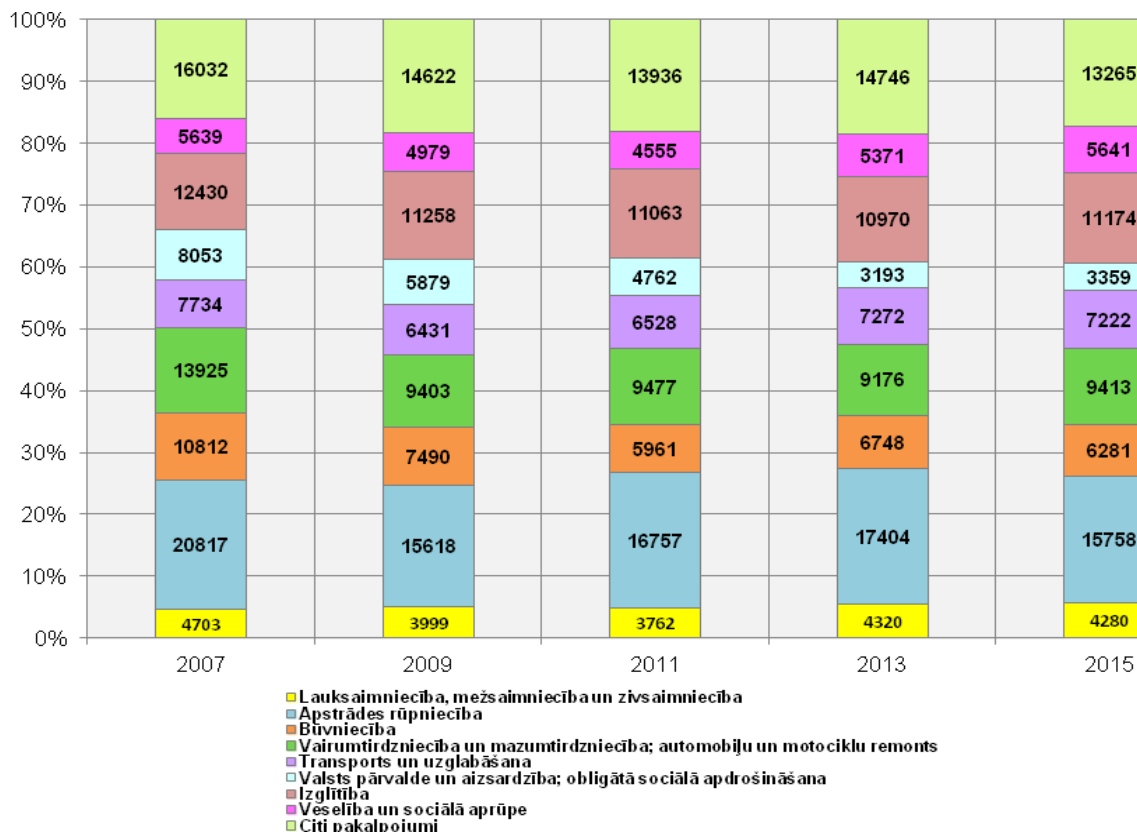 100%
90%
80%
70%
60%
50%
40%
30%
20%
10%
0%
16032 14622 13936 14746 13265
5639 4979 4555 5371 5641
12430 11258 11063 10970 11174
8053 5879 4762 3193 3359
7734 6431 6528 7272 7222
13925 9403 9477 9176 9413
10812 7490 5961 6748 6281
20817 15618 16757 17404 15758
4703 3999 3762 4320 4280
2007 2009 2011 2013 2015
Lauksaimniecība, mežsaimniecība un zivsaimniecība
Apstrādes rūpniecība
Būvniecība
Vairumtirdzniecība un mazumtirdzniecība; automobiļu un motociklu remonts
Transports un uzglabāšana
Valsts pārvalde un aizsardzība; obligātā sociālā apdrošināšana
Izglītība
Veselība un sociālā aprūpe
Citi pakalpojumi